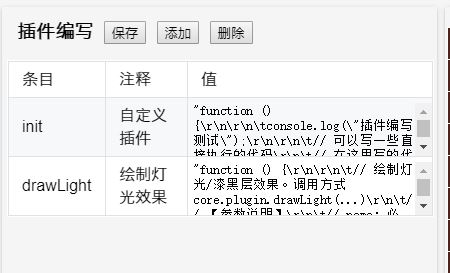 插件编写 保存 添加 删除
条目 注释 值
init
自定义
插件
"function ()
{\r\n\r\n\tconsole.log(\"插件编写
测试\");\r\n\r\n\t// 可以写一些直
接执行的代码\r\n\t// 在这里写的代
drawLight
绘制灯
光效果
"function () {\r\n\r\n\t// 绘制灯
光/漆黑层效果。调用方式
core.plugin.drawLight(...)\r\n\t/
/ 【参数说明】\r\n\t// name：必